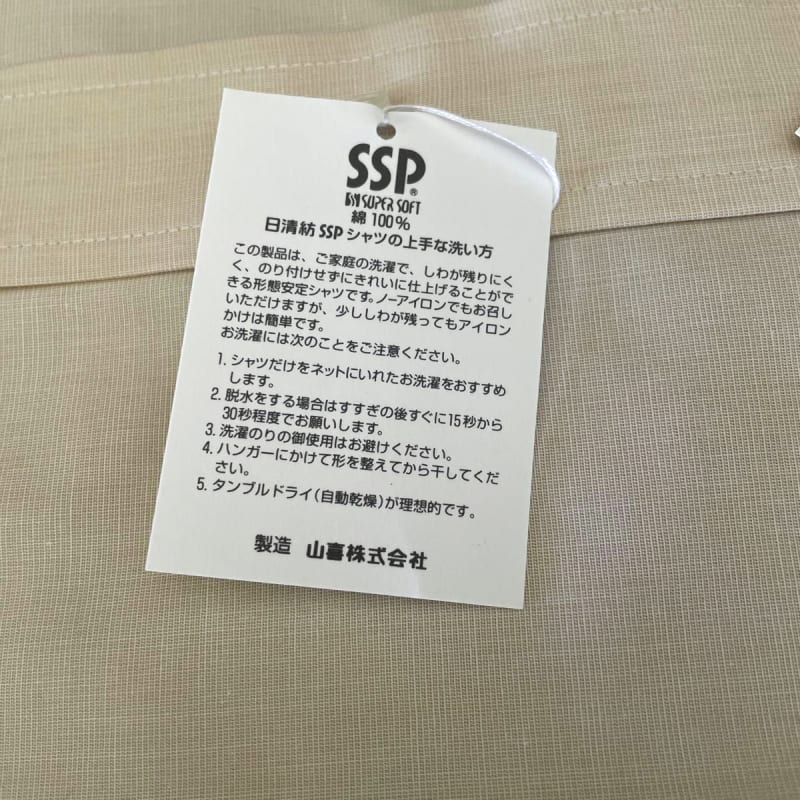 SSP®
BY SUPER SOFT
綿 100%
日清紡 SSP シャツの上手な洗い方
この製品は、ご家庭の洗濯で、しわが残りにく
く、のり付けせずにきれいに仕上げることがで
きる形態安定シャツです。ノーアイロンでもお召し
いただけますが、少ししわが残ってもアイロン
かけは簡単です。
お洗濯には次のことをご注意ください。
1. シャツだけをネットにいれたお洗濯をおすすめ
します。
2. 脱水をする場合はすすぎの後すぐに15秒から
30秒程度でお願いします。
3. 洗濯のりの御使用はお避けください。
4. ハンガーにかけて形を整えてから干してくだ
さい。
5. タンブルドライ(自動乾燥)が理想的です。
製造 山喜株式会社